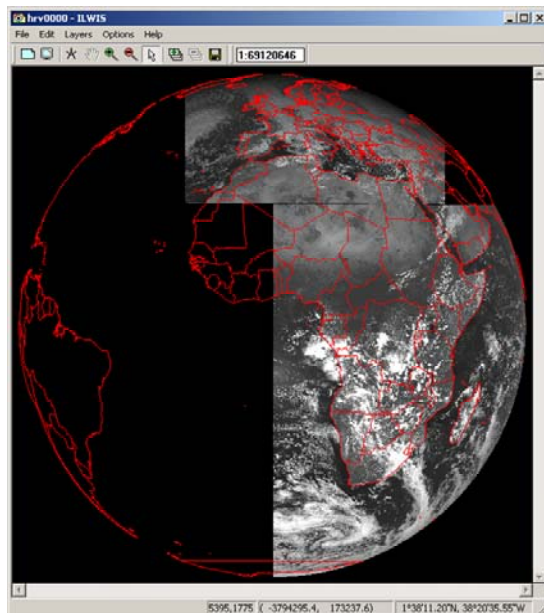 hrv0000 - ILWIS
File Edit Layers Options Help
1:69120646
5395,1775 ( -3794295.4, 173237.6) 1°38'11.20"N, 38°20'35.55"W